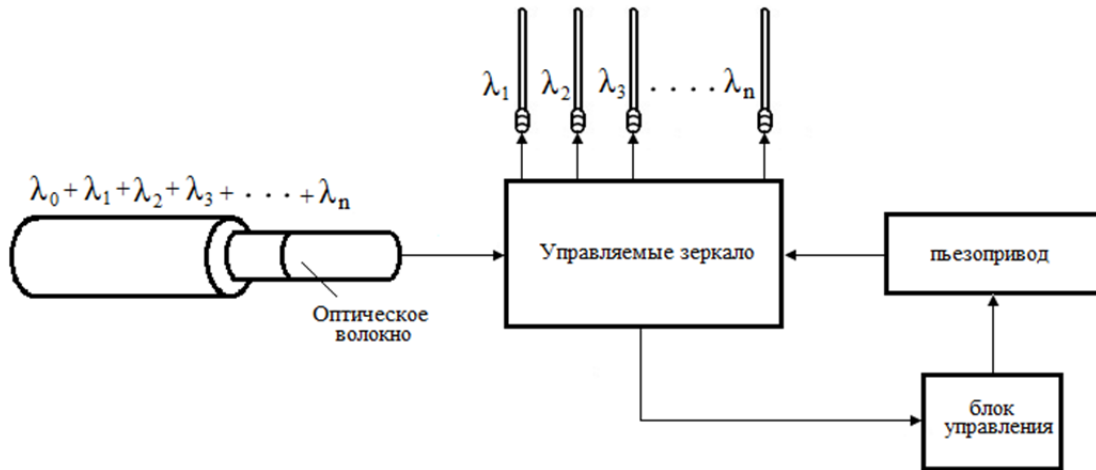 λ1 λ2 λ3 . . . . λn
λ0 + λ1 + λ2 + λ3 + . . . + λn
Управляемые зеркало
пьезопривод
Оптическое
волокно
блок
управления